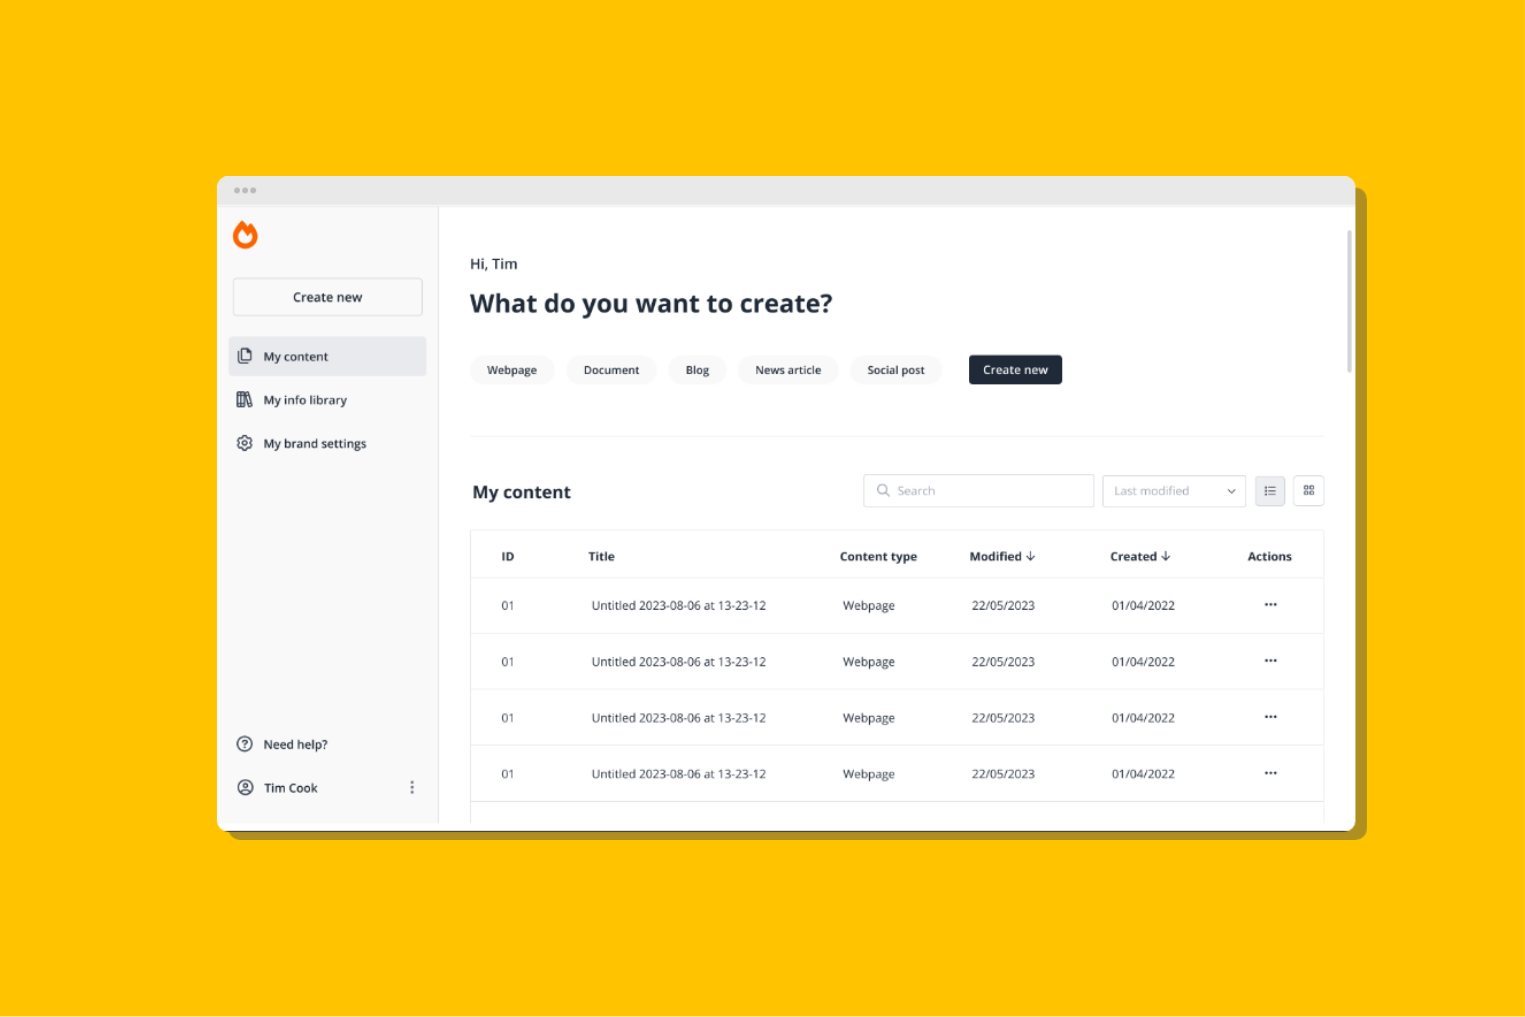 Create new
My content
My info library
My brand settings
Need help?
Tim Cook
Hi, Tim
What do you want to create?
Webpage Document Blog News article Social post Create new
My content Search Last modified
ID Title Content type Modified ↓ Created ↓ Actions
01 Untitled 2023-08-06 at 13-23-12 Webpage 22/05/2023 01/04/2022
01 Untitled 2023-08-06 at 13-23-12 Webpage 22/05/2023 01/04/2022
01 Untitled 2023-08-06 at 13-23-12 Webpage 22/05/2023 01/04/2022
01 Untitled 2023-08-06 at 13-23-12 Webpage 22/05/2023 01/04/2022